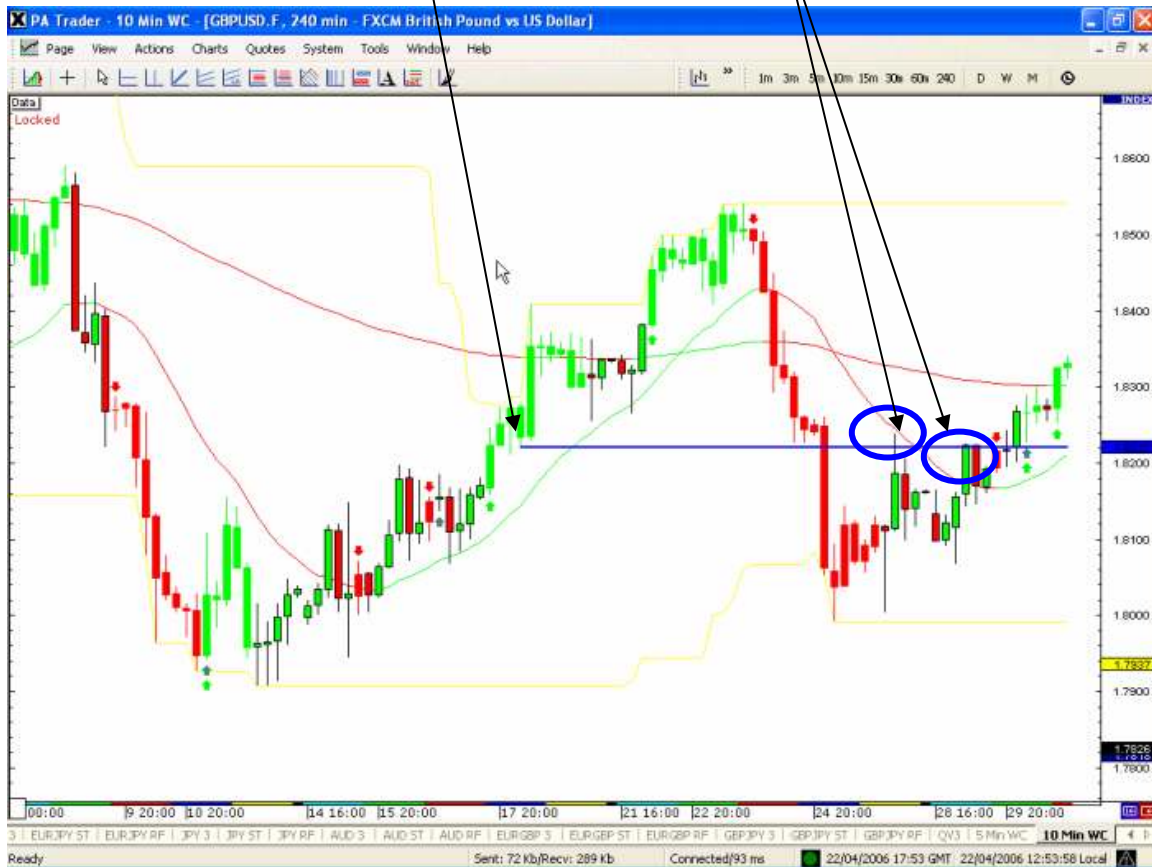 PA Trader - 10 Min WC - [GBPUSD.F, 240 min - FXCM British Pound vs US Dollar]
Page View Actions Charts Quotes System Tools Window Help
1m 3m 5m 10m 15m 30m 60m 240 D W M
Data
INDEX
Locked
1.8600
1.8500
1.8400
1.8300
1.8200
1.8100
1.8000
1.7937
1.7900
1.7826
1.7800
00:00 9 20:00 10 20:00 14 16:00 15 20:00 17 20:00 21 16:00 22 20:00 24 20:00 28 16:00 29 20:00
3 EURJPY ST EURJPY RF JPY 3 JPY ST JPY RF AUD 3 AUD ST AUD RF EURGBP 3 EURGBP ST EURGBP RF GBPJPY 3 GBPJPY ST GBPJPY RF QV3 5 Min WC 10 Min WC
Ready Sent: 72 Kb/Recv: 289 Kb Connected/93 ms 22/04/2006 17:53 GMT 22/04/2006 12:53:58 Local